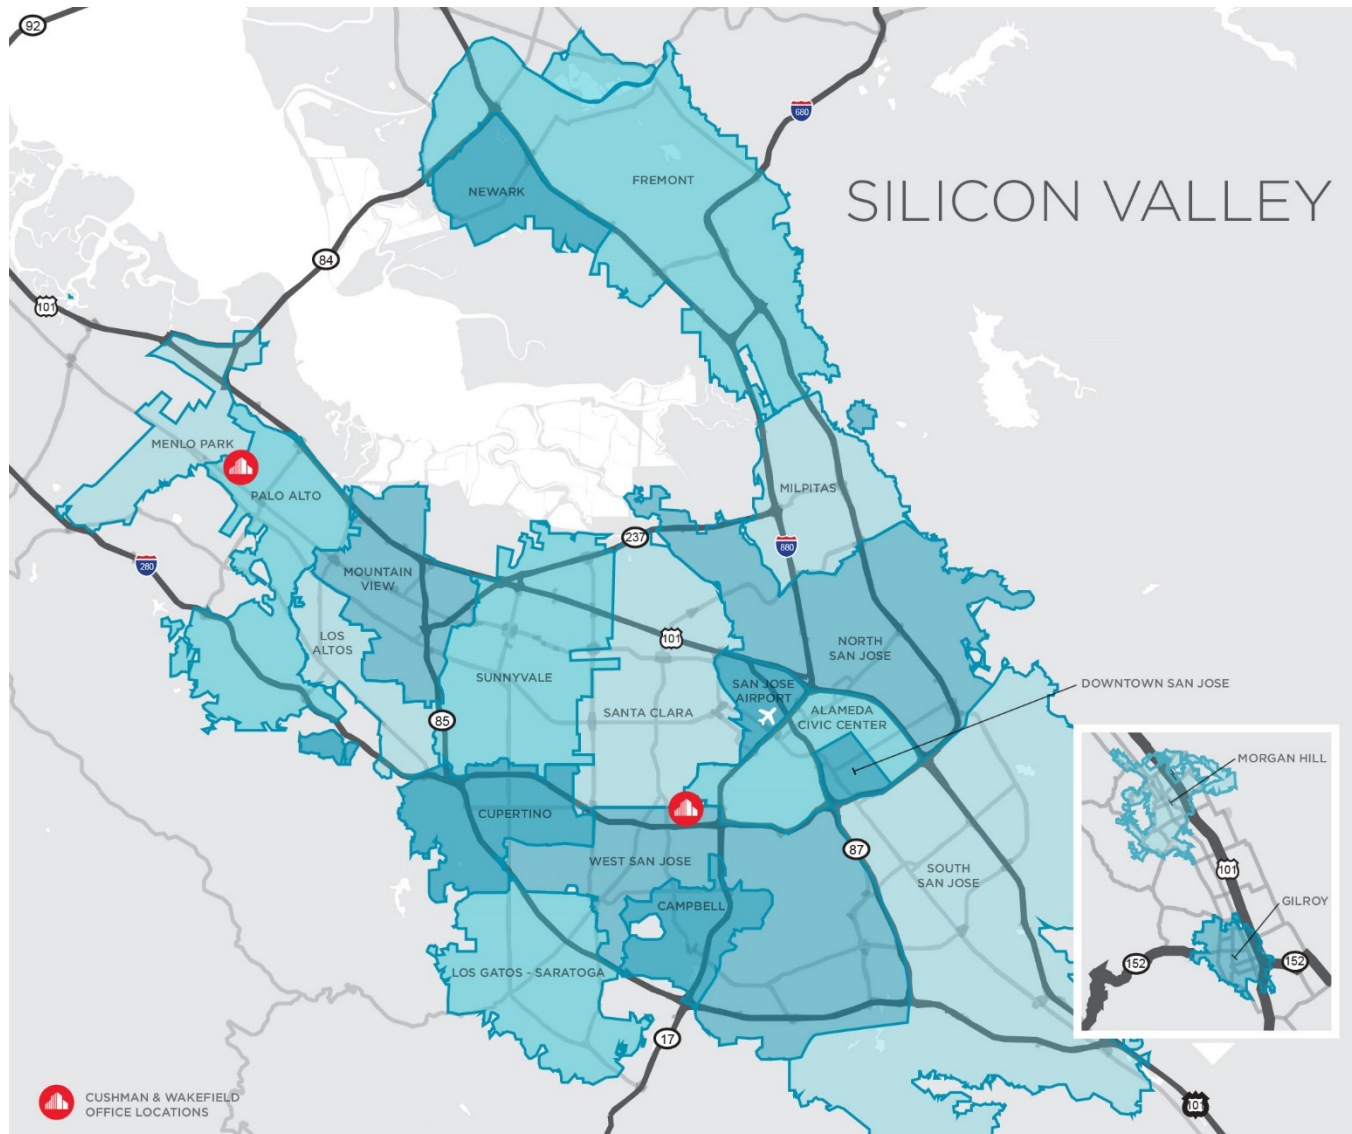 92
680
SILICON VALLEY
FREMONT
NEWARK
84
101
MENLO PARK
PALO ALTO
MILPITAS
237
880
280
MOUNTAIN
VIEW
LOS
ALTOS
101
NORTH
SAN JOSE
SUNNYVALE
SAN JOSE
AIRPORT
DOWNTOWN SAN JOSE
SANTA CLARA
ALAMEDA
CIVIC CENTER
85
MORGAN HILL
CUPERTINO
87
WEST SAN JOSE
SOUTH
SAN JOSE
101
CAMPBELL
GILROY
LOS GATOS - SARATOGA
152
152
17
CUSHMAN & WAKEFIELD
OFFICE LOCATIONS
101